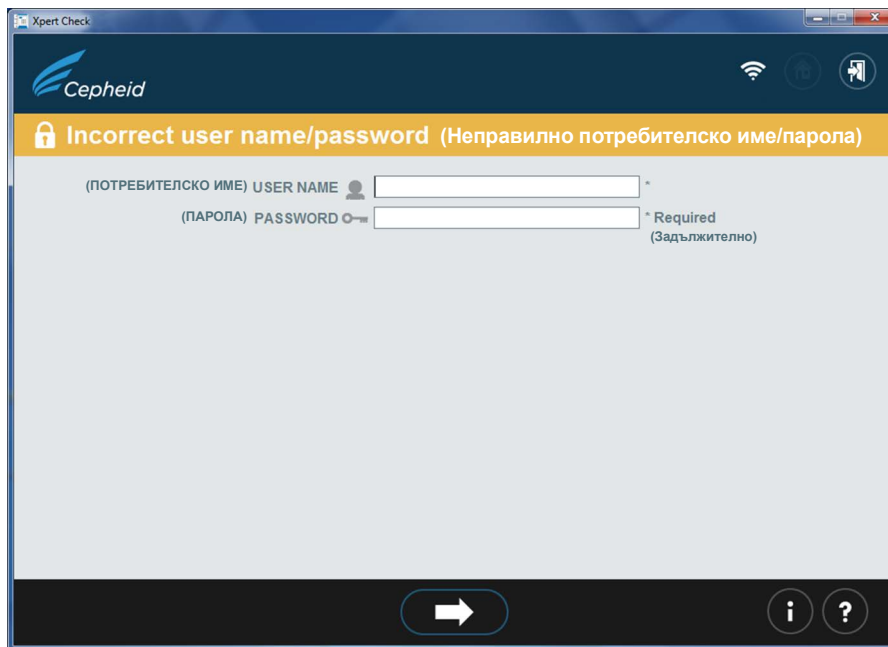 Xpert Check
Cepheid
Incorrect user name/password (Неправилно потребителско име/парола)
(ПОТРЕБИТЕЛСКО ИМЕ) USER NAME *
(ПАРОЛА) PASSWORD * Required
(Задължително)
i ?